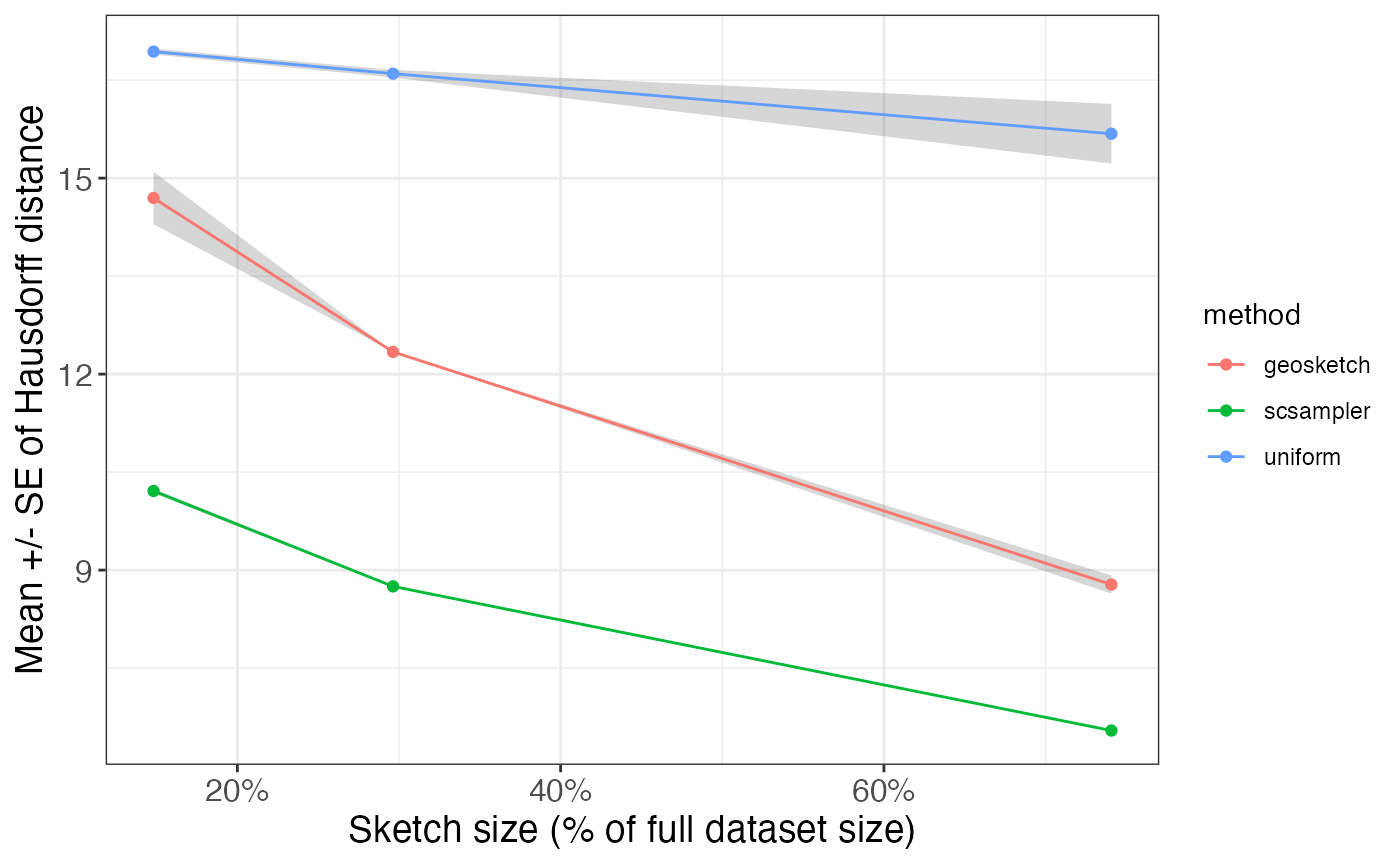 Mean +/- SE of Hausdorff distance
15
12
9
20%
40%
60%
Sketch size (% of full dataset size)
method
geosketch
scsampler
uniform